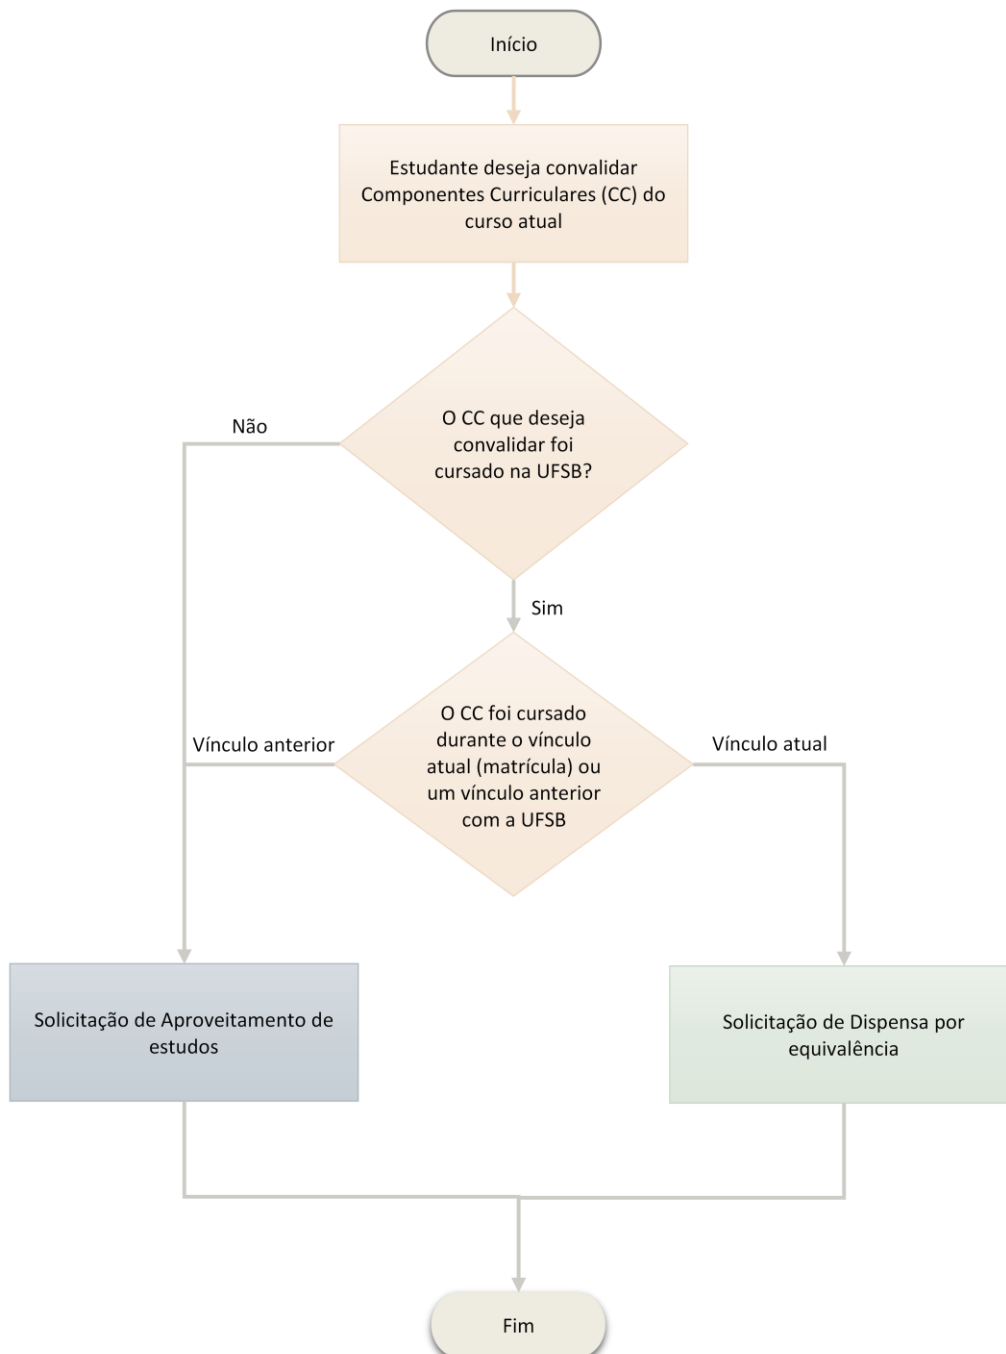 Início
Estudante deseja convalidar
Componentes Curriculares (CC) do
curso atual
O CC que deseja
convalidar foi
cursado na UFSB?
Não
Sim
O CC foi cursado
durante o vínculo
atual (matrícula) ou
um vínculo anterior
com a UFSB
Vínculo anterior
Vínculo atual
Solicitação de Aproveitamento de
estudos
Solicitação de Dispensa por
equivalência
Fim